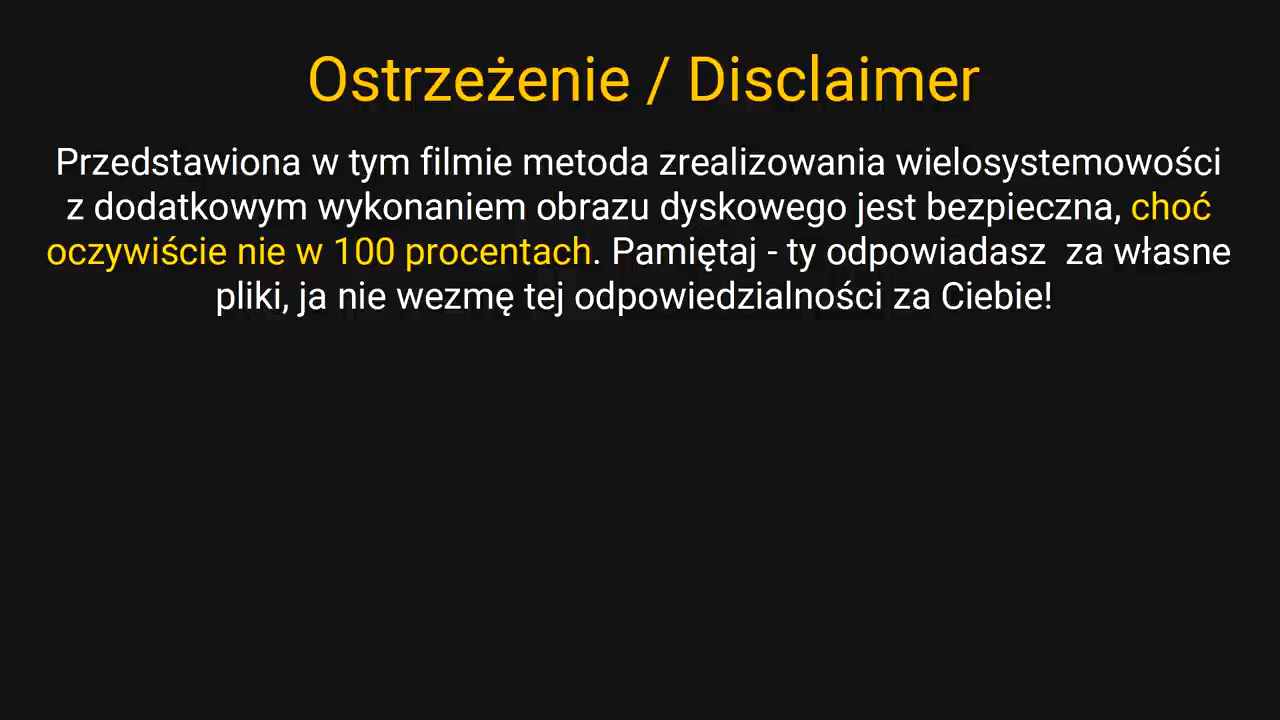 Ostrzeżenie / Disclaimer
Przedstawiona w tym filmie metoda zrealizowania wielosystemowości
z dodatkowym wykonaniem obrazu dyskowego jest bezpieczna, choć
oczywiście nie w 100 procentach. Pamiętaj - ty odpowiadasz  za własne
pliki, ja nie wezmę tej odpowiedzialności za Ciebie!